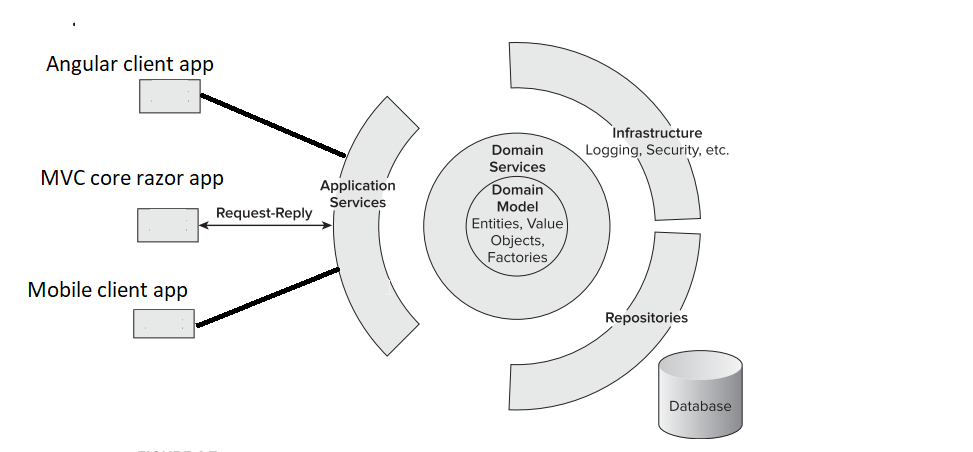 Angular client app
MVC core razor app
Request-Reply
Mobile client app
Application
Services
Domain
Services
Domain
Model
Entities, Value
Objects,
Factories
Infrastructure
Logging, Security, etc.
Repositories
Database